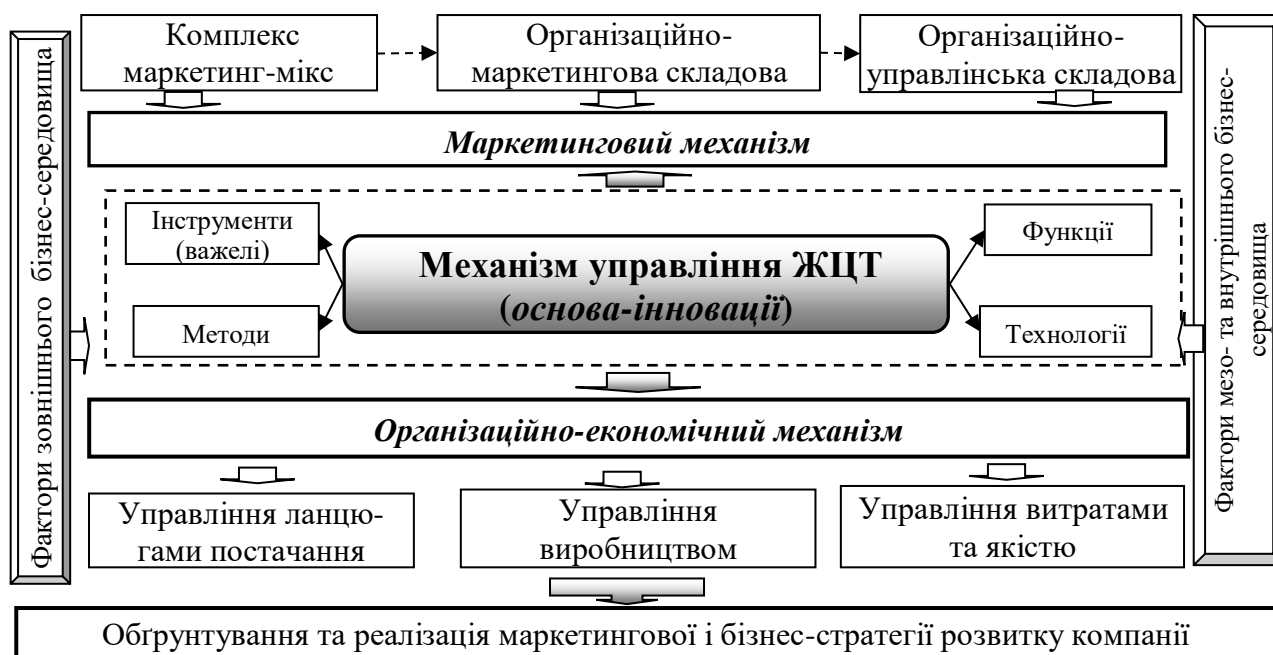 Комплекс
маркетинг-мікс
Організаційно-
маркетингова складова
Організаційно-
управлінська складова
Фактори зовнішнього бізнес-середовища
Маркетинговий механізм
Інструменти
(важелі)
Методи
Механізм управління ЖЦТ
(основа-інновації)
Функції
Технології
Фактори мезо- та внутрішнього бізнес-
середовища
Організаційно-економічний механізм
Управління ланцю-
гами постачання
Управління
виробництвом
Управління витратами
та якістю
Обґрунтування та реалізація маркетингової і бізнес-стратегії розвитку компанії